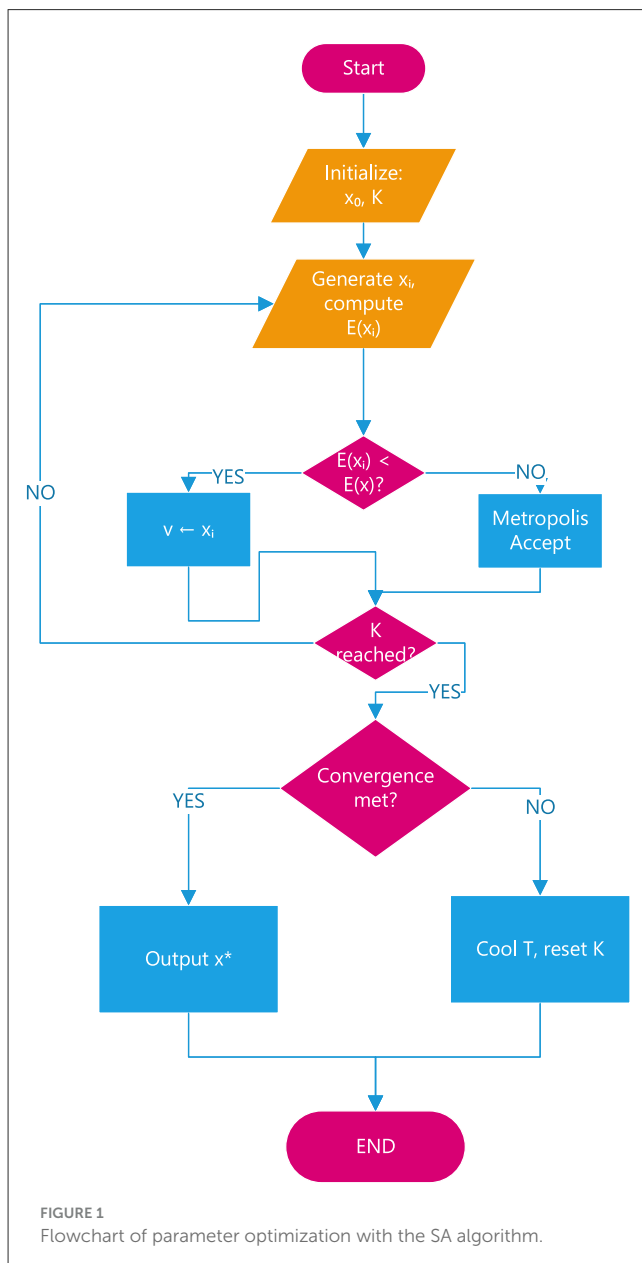 Start
Initialize:
x₀, K
Generate xᵢ,
compute
E(xᵢ)
E(xᵢ) <
E(x)?
YES
NO,
NO
v ← xᵢ
Metropolis
Accept
K
reached?
YES
Convergence
met?
YES
NO
Output x*
Cool T, reset K
END
FIGURE 1
Flowchart of parameter optimization with the SA algorithm.